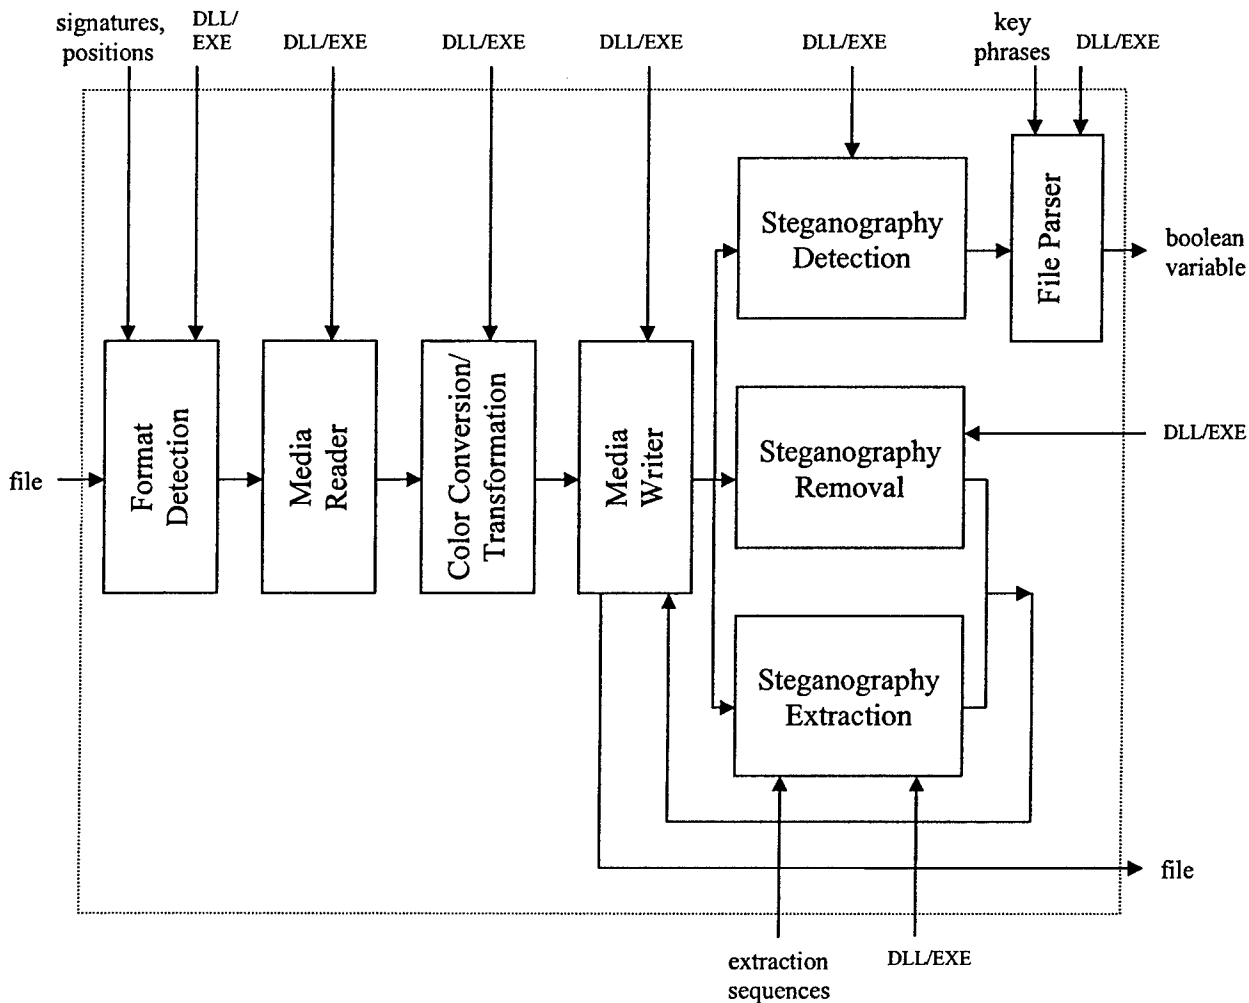 signatures,
positions
DLL/
EXE
DLL/EXE
DLL/EXE
DLL/EXE
DLL/EXE
key
phrases
DLL/EXE
Steganography
Detection
File Parser
boolean
variable
file
Format
Detection
Media
Reader
Color Conversion/
Transformation
Media
Writer
Steganography
Removal
DLL/EXE
Steganography
Extraction
file
extraction
sequences
DLL/EXE